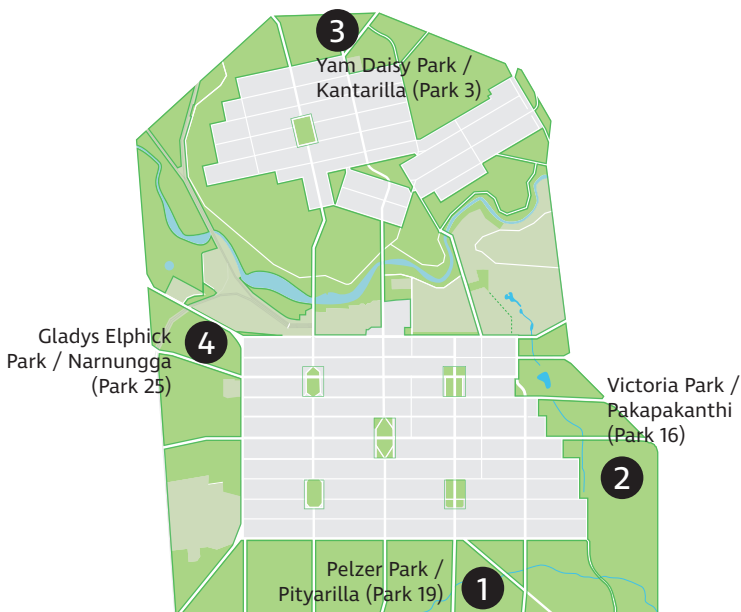 3
Yam Daisy Park /
Kantarilla (Park 3)
Gladys Elphick
Park / Narnungga
(Park 25)
4
Victoria Park /
Pakapakanthi
(Park 16)
2
Pelzer Park /
Pityarilla (Park 19)
1